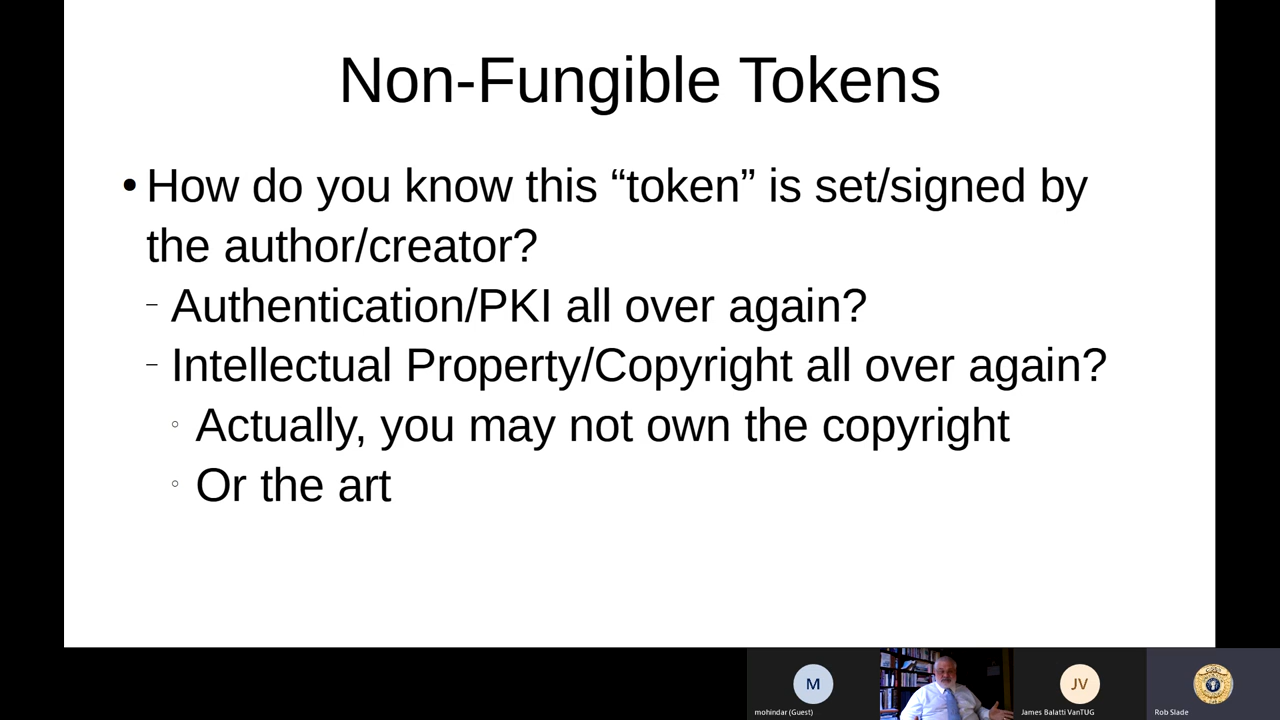 Non-Fungible Tokens
• How do you know this “token” is set/signed by
the author/creator?
– Authentication/PKI all over again?
– Intellectual Property/Copyright all over again?
◦ Actually, you may not own the copyright
◦ Or the art
M
JV
mohindar (Guest)
James Balatti VanTUG
Rob Slade